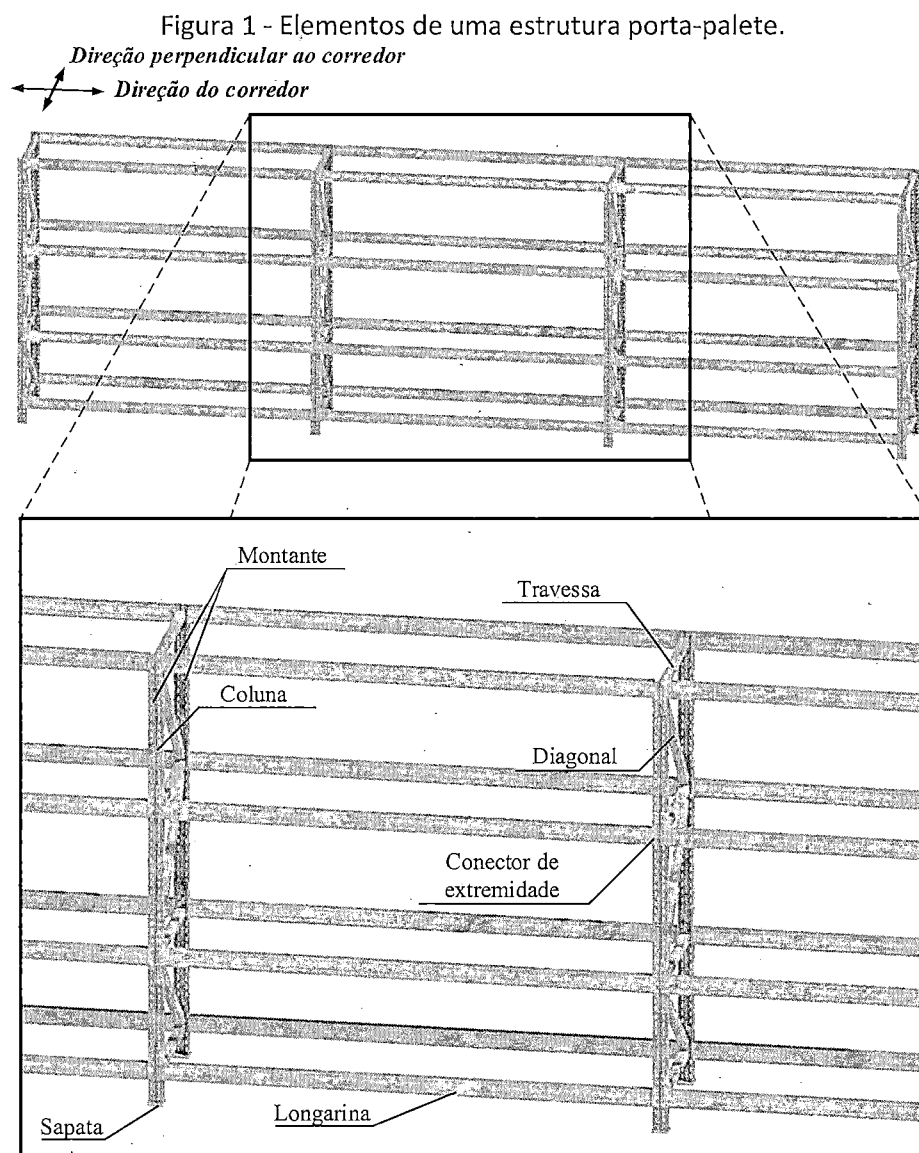 Figura 1 - Elementos de uma estrutura porta-palete.
Direção perpendicular ao corredor
Direção do corredor
Montante
Travessa
Coluna
Diagonal
Conector de
extremidade
Longarina
Sapata